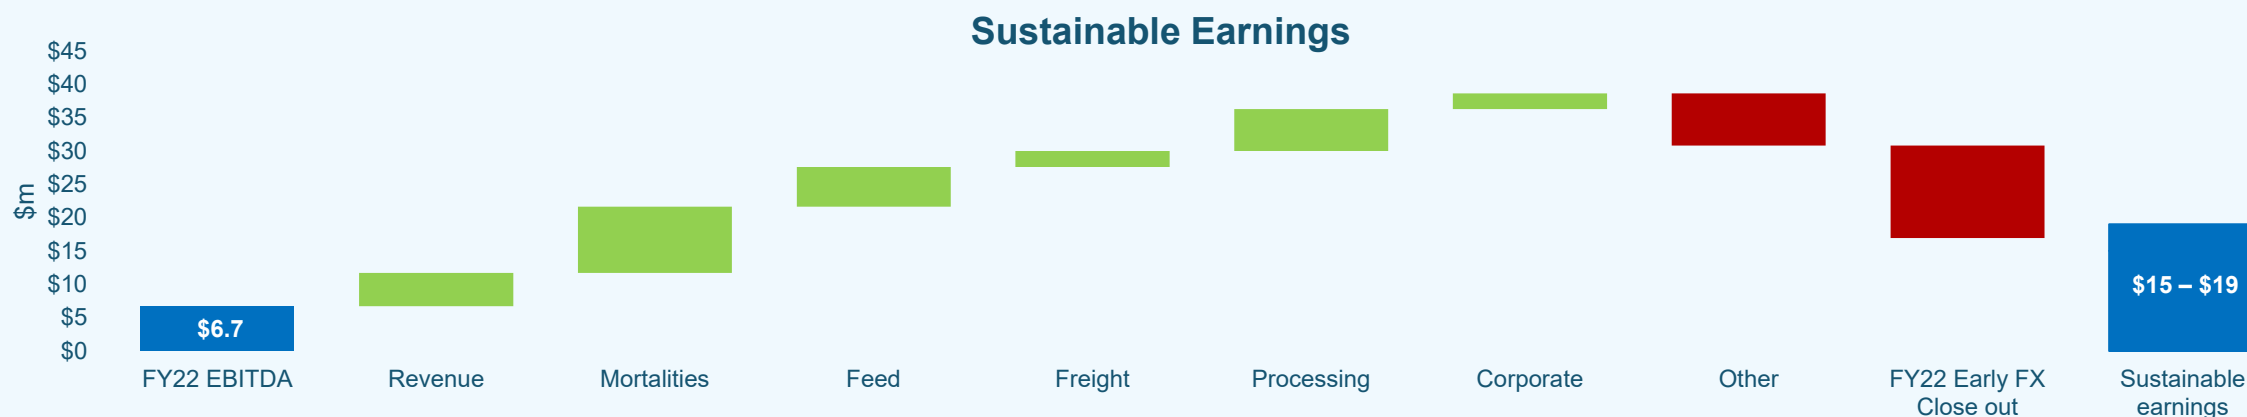 Sustainable Earnings
$45
$40
$35
$30
$25
$20
$15
$10
$5
$0
$m
$6.7
$15 – $19
FY22 EBITDA
Revenue
Mortalities
Feed
Freight
Processing
Corporate
Other
FY22 Early FX
Close out
Sustainable
earnings